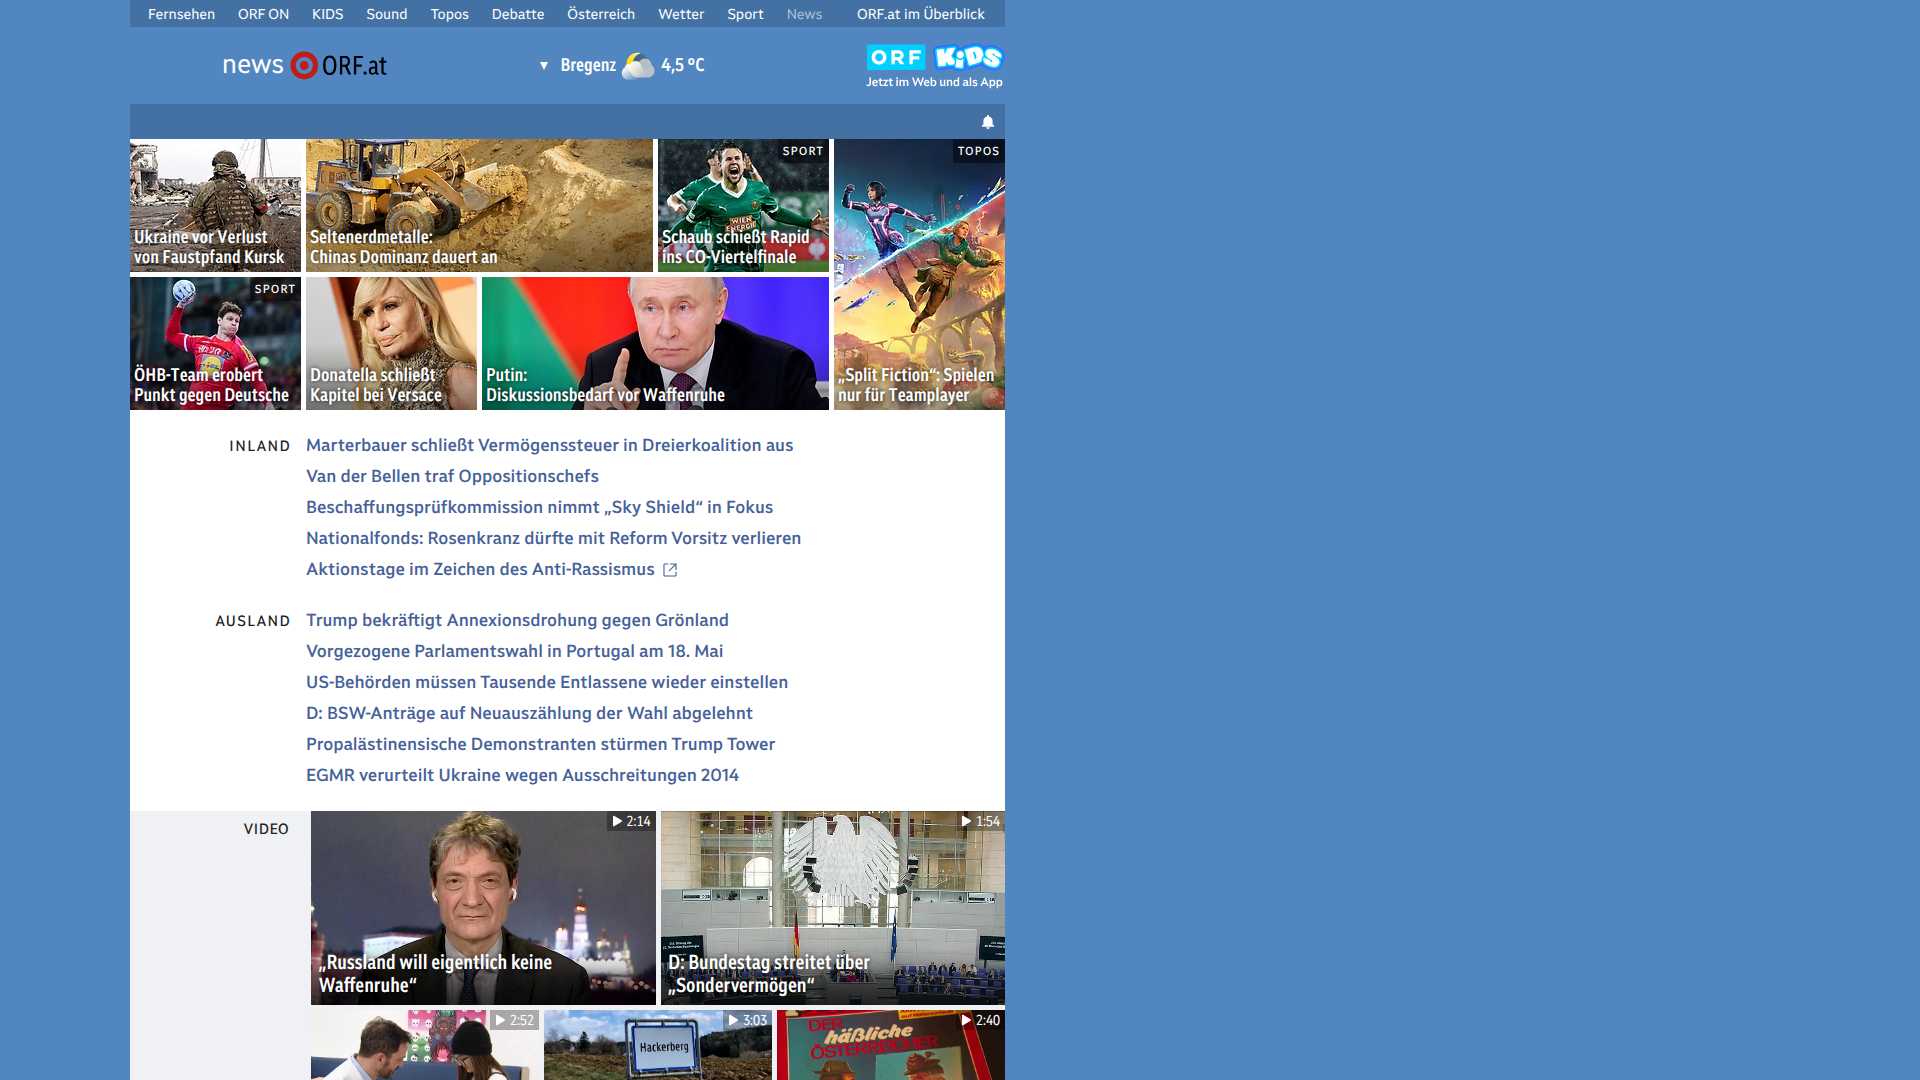 Fernsehen ORF ON KIDS Sound Topos Debatte Österreich Wetter Sport News ORF.at im Überblick
news ORF.at
Bregenz 4,5 °C
ORF KiDS
Jetzt im Web und als App
Ukraine vor Verlust
von Faustpfand Kursk
Seltenerdmetalle:
Chinas Dominanz dauert an
SPORT
WIEN
ENERGIE
Schaub schießt Rapid
ins CO-Viertelfinale
TOPOS
„Split Fiction“: Spielen
nur für Teamplayer
SPORT
ÖHB-Team erobert
Punkt gegen Deutsche
Donatella schließt
Kapitel bei Versace
Putin:
Diskussionsbedarf vor Waffenruhe
INLAND
Marterbauer schließt Vermögenssteuer in Dreierkoalition aus
Van der Bellen traf Oppositionschefs
Beschaffungsprüfkommission nimmt „Sky Shield“ in Fokus
Nationalfonds: Rosenkranz dürfte mit Reform Vorsitz verlieren
Aktionstage im Zeichen des Anti-Rassismus
AUSLAND
Trump bekräftigt Annexionsdrohung gegen Grönland
Vorgezogene Parlamentswahl in Portugal am 18. Mai
US-Behörden müssen Tausende Entlassene wieder einstellen
D: BSW-Anträge auf Neuauszählung der Wahl abgelehnt
Propalästinensische Demonstranten stürmen Trump Tower
EGMR verurteilt Ukraine wegen Ausschreitungen 2014
VIDEO
2:14
„Russland will eigentlich keine
Waffenruhe“
1:54
D: Bundestag streitet über
„Sondervermögen“
2:52
3:03
Hackerberg
2:40
DER
häßliche
ÖSTERREICHER